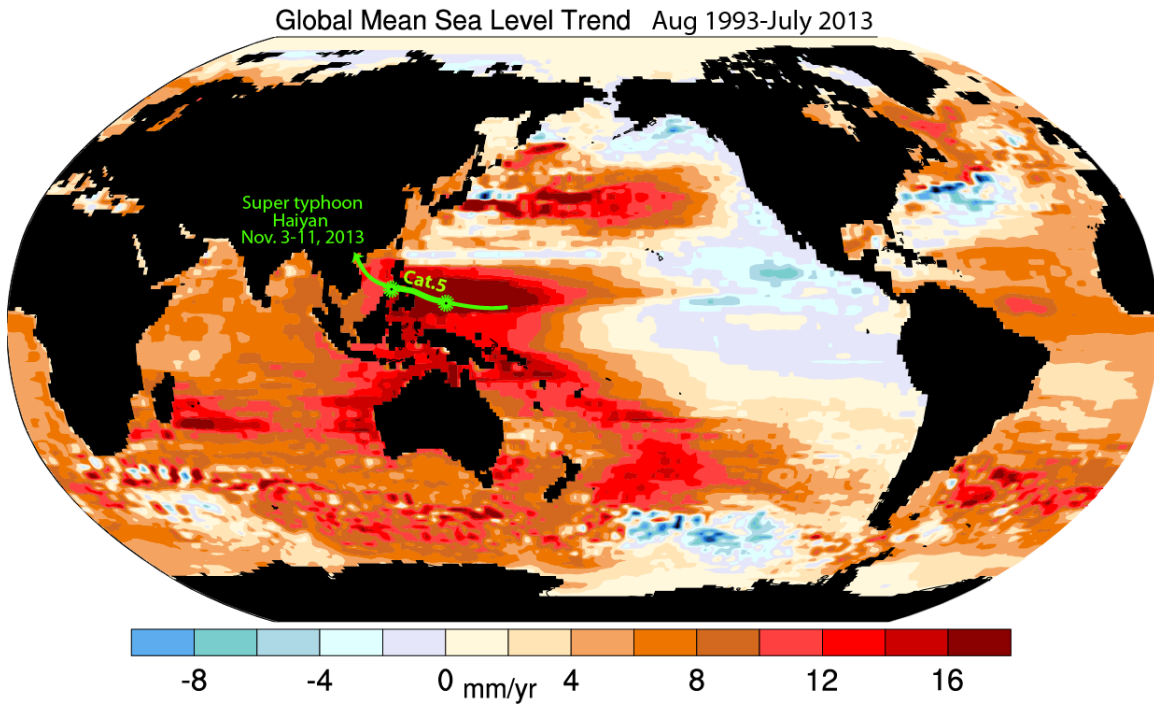 Global Mean Sea Level Trend Aug 1993-July 2013
Super typhoon
Haiyan
Nov. 3-11, 2013
Cat.5
-8 -4 0 mm/yr 4 8 12 16